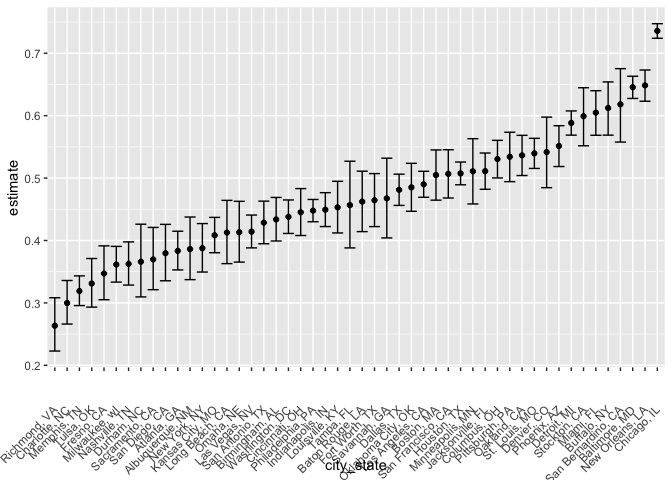 0.7
0.6
0.5
0.4
0.3
0.2
estimate
Richmond, VA
Charlotte, NC
Memphis, TN
Tulsa, OK
Fresno, CA
Milwaukee, wI
Nashville, TN
Durham, NC
Sacramento, CA
San Diego, CA
Atlanta, GA
Albuquerque, NM
New York, NY
Kansas City, MO
Long Beach, CA
Omaha, NE
Las Vegas, NV
San Antonio, TX
Birmingham, AL
Washington, DC
Cincinnati, OH
Philadelphia, PA
Indianapolis, IN
Louisville, KY
Tampa, FL
Baton Rouge, LA
Fort Worth, TX
Savannah, GA
Dallas, TX
Oklahoma City, OK
Los Angeles, CA
Boston, MA
San Francisco, CA
Houston, TX
Minneapolis, MN
Jacksonville, FL
Columbus, OH
Pittsburgh, PA
Oakland, CA
St. Louis, MO
Denver, CO
Phoenix, AZ
Detroit, MI
Stockton, CA
Miami, FL
Buffalo, NY
San Bernardino, CA
Baltimore, MD
New Orleans, LA
Chicago, IL
city_state